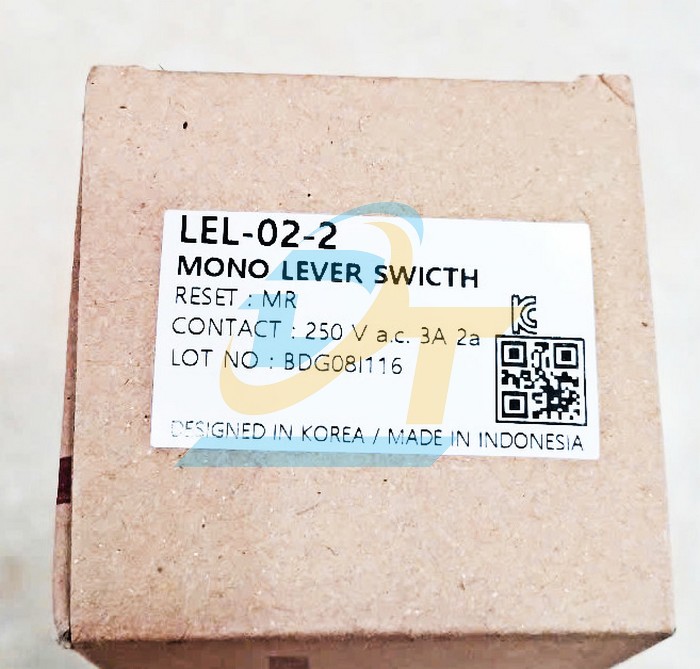 LEL-02-2
MONO LEVER SWICTH
RESET : MR
CONTACT : 250 V a.c. 3A 2a
LOT NO : BDG08I116
DESIGNED IN KOREA / MADE IN INDONESIA
DT